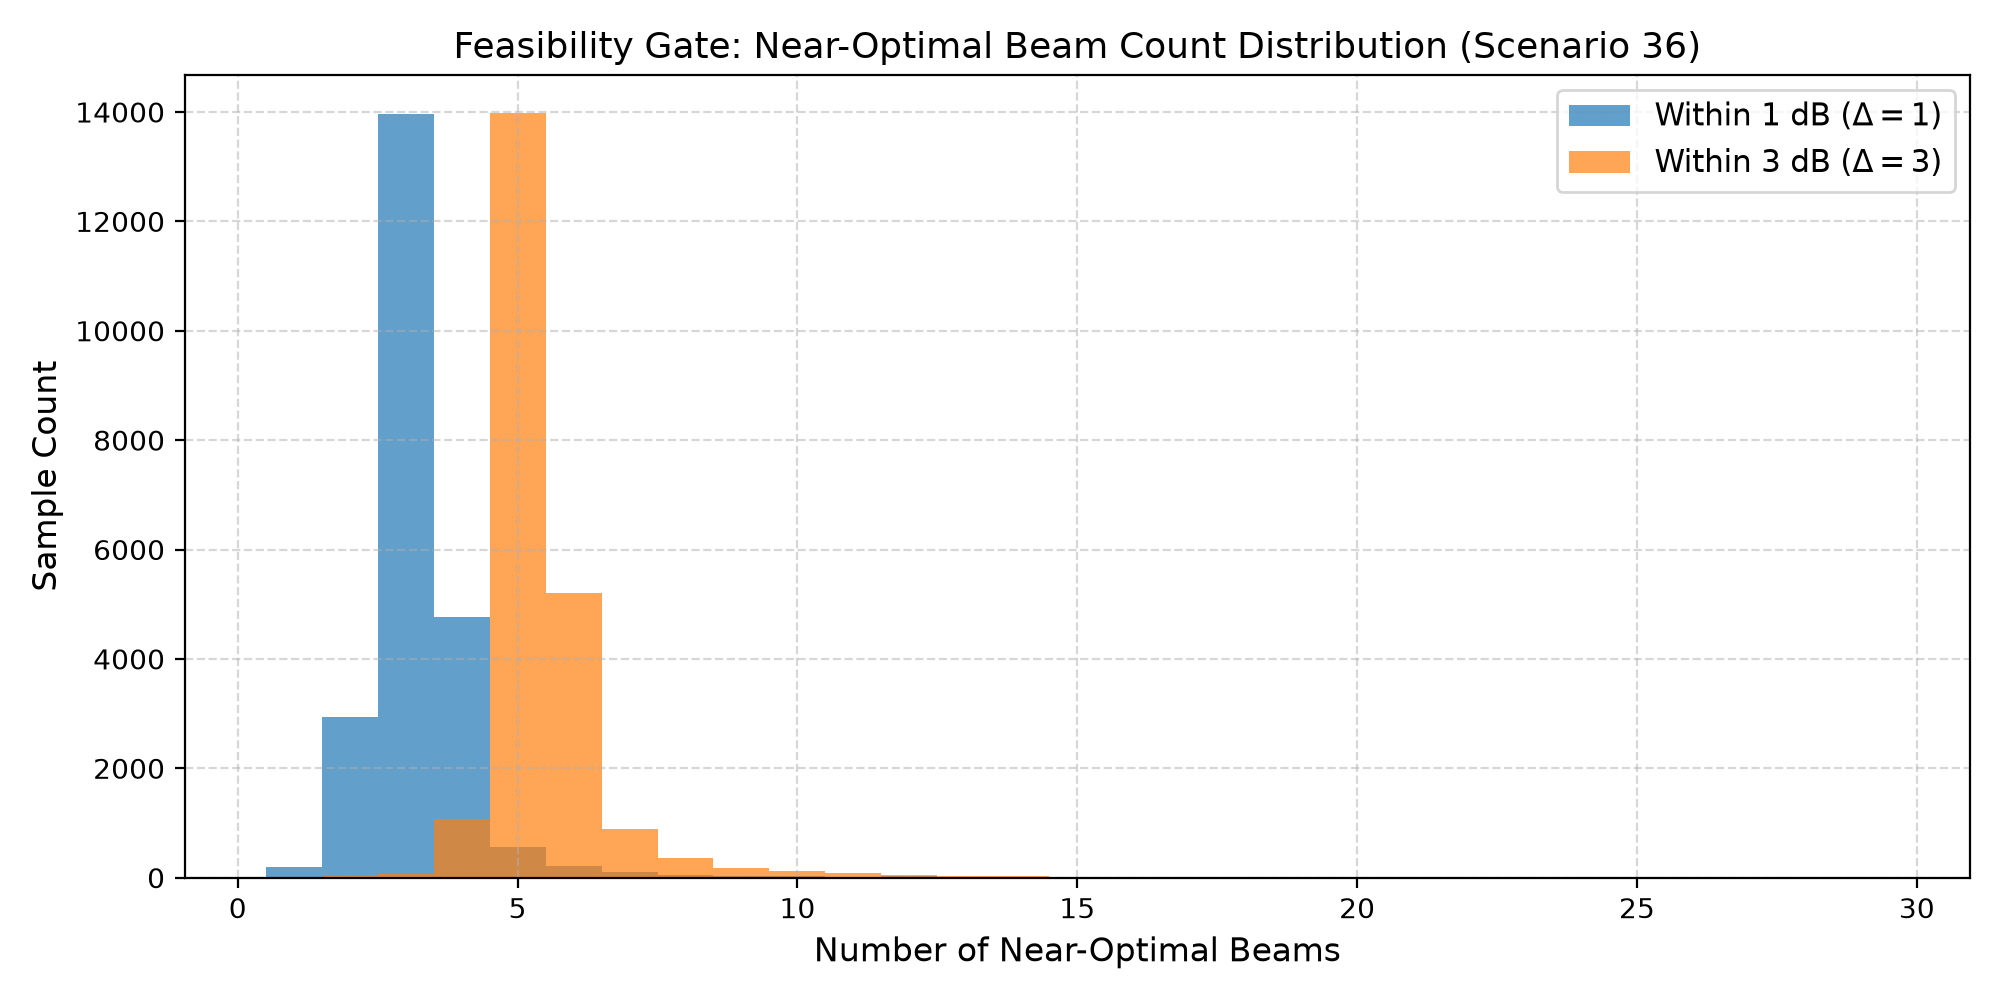 Feasibility Gate: Near-Optimal Beam Count Distribution (Scenario 36)
Within 1 dB (Δ = 1)
Within 3 dB (Δ = 3)
Sample Count
14000
12000
10000
8000
6000
4000
2000
0
0 5 10 15 20 25 30
Number of Near-Optimal Beams